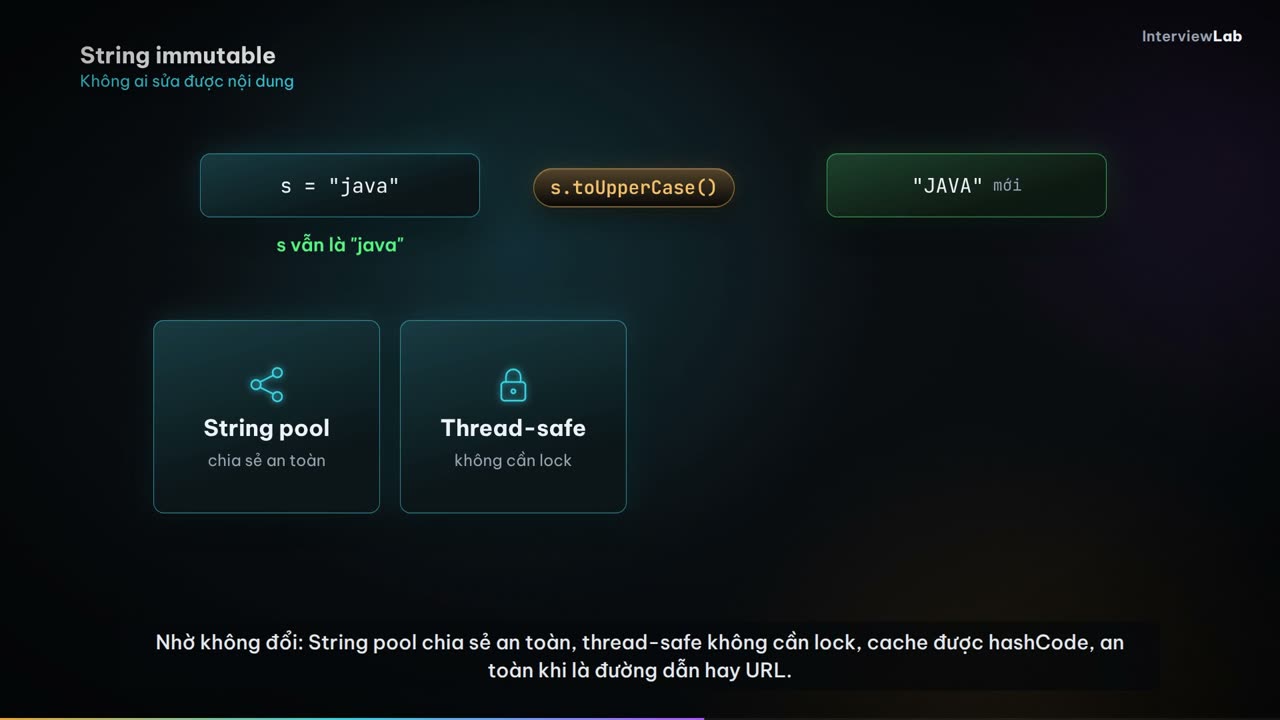 String immutable
Không ai sửa được nội dung
InterviewLab
s = "java"
s.toUpperCase()
"JAVA" mới
s vẫn là "java"
String pool
chia sẻ an toàn
Thread-safe
không cần lock
Nhờ không đổi: String pool chia sẻ an toàn, thread-safe không cần lock, cache được hashCode, an
toàn khi là đường dẫn hay URL.